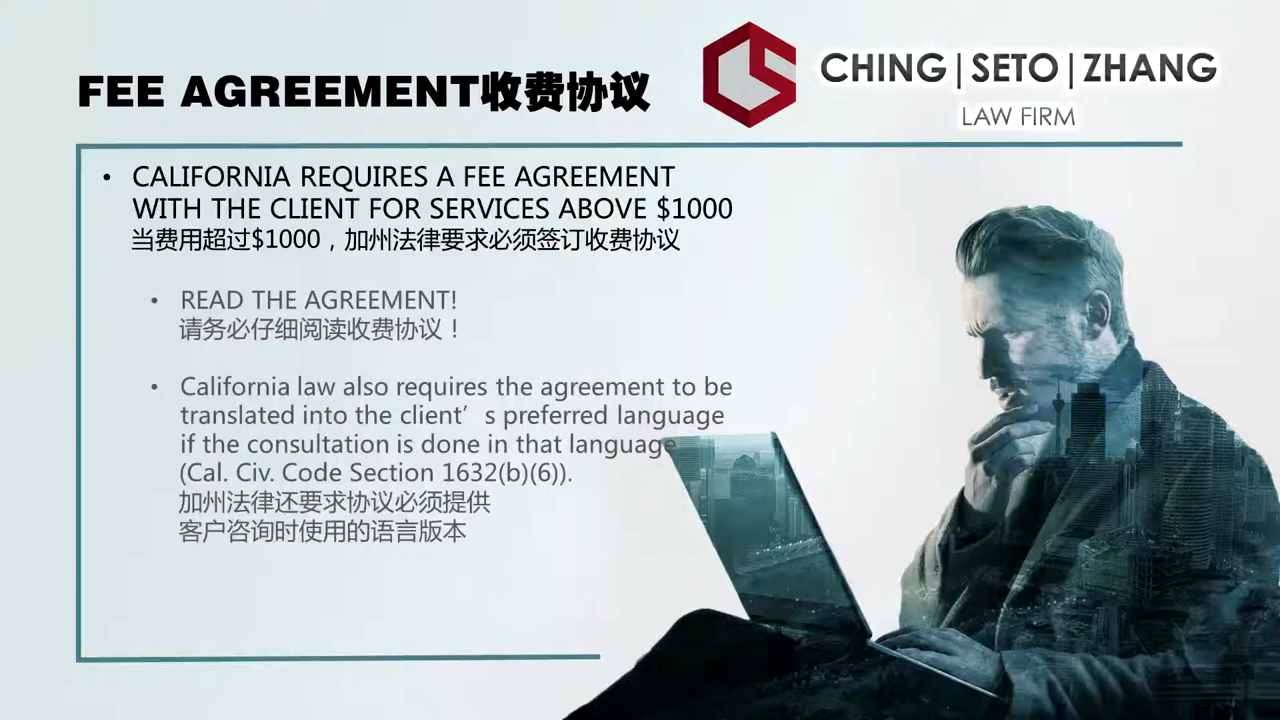 FEE AGREEMENT收费协议
CHING|SETO|ZHANG
LAW FIRM
• CALIFORNIA REQUIRES A FEE AGREEMENT
WITH THE CLIENT FOR SERVICES ABOVE $1000
当费用超过$1000，加州法律要求必须签订收费协议
• READ THE AGREEMENT!
请务必仔细阅读收费协议！
• California law also requires the agreement to be
translated into the client’s preferred language
if the consultation is done in that language
(Cal. Civ. Code Section 1632(b)(6)).
加州法律还要求协议必须提供
客户咨询时使用的语言版本